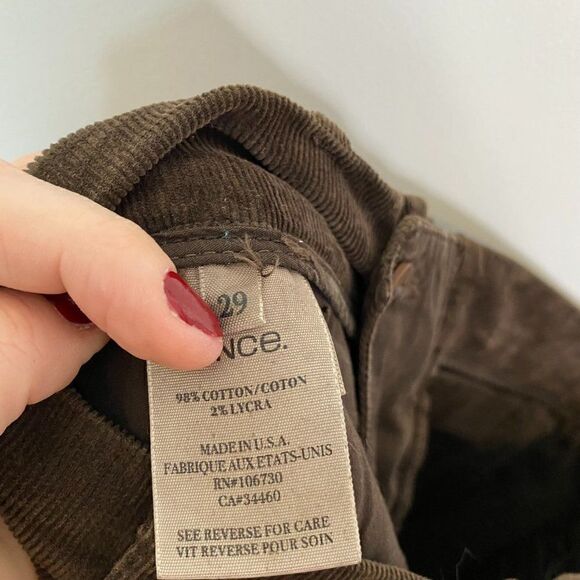 29
nce.
98% COTTON/COTON
2% LYCRA
MADE IN U.S.A.
FABRIQUE AUX ETATS-UNIS
RN#106730
CA#34460
SEE REVERSE FOR CARE
VIT REVERSE POUR SOIN